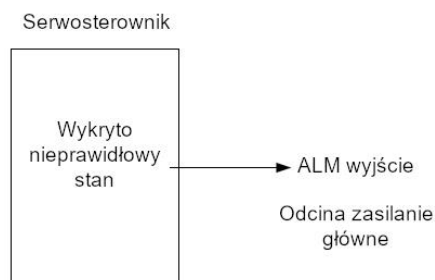 Serwosterownik
Wykryto
nieprawidłowy
stan
ALM wyjście
Odcina zasilanie
główne